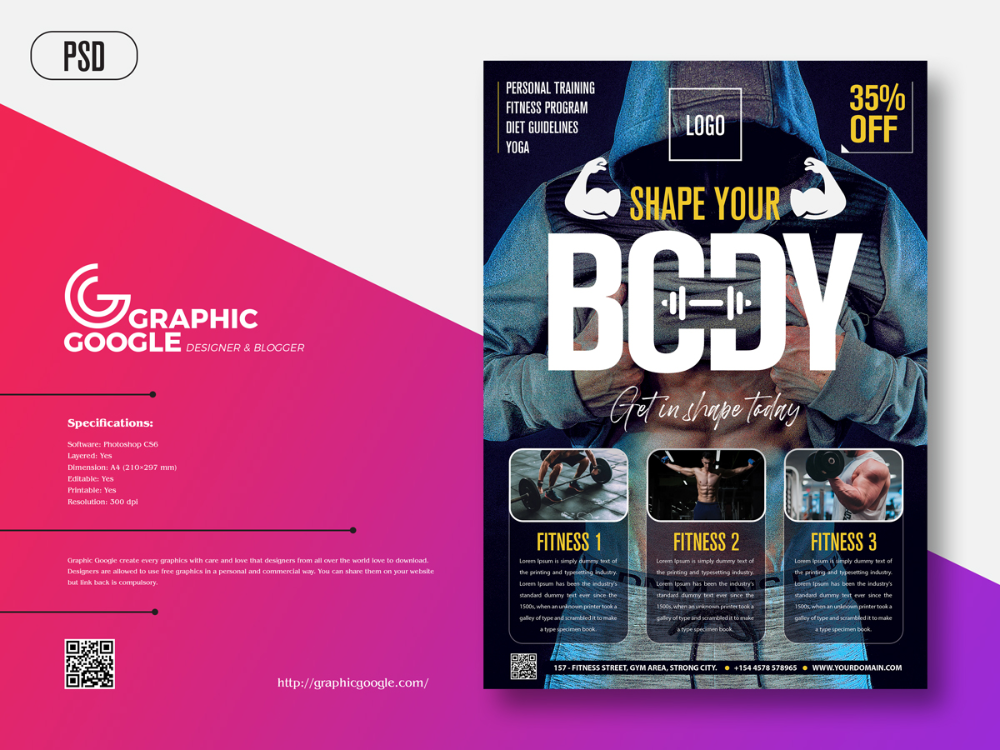 PSD
GRAPHIC
GOOGLE DESIGNER & BLOGGER
Specifications:
Software: Photoshop CS6
Layered: Yes
Dimension: A4 (210×297 mm)
Editable: Yes
Printable: Yes
Resolution: 300 dpi
Graphic Google create every graphics with care and love that designers from all over the world love to download.
Designers are allowed to use free graphics in a personal and commercial way. You can share them on your website
but link back is compulsory.
http://graphicgoogle.com/
PERSONAL TRAINING
FITNESS PROGRAM
DIET GUIDELINES
YOGA
LOGO
35%
OFF
SHAPE YOUR
BODY
Get in shape today
FITNESS 1
Lorem Ipsum is simply dummy text of
the printing and typesetting industry.
Lorem Ipsum has been the industry's
standard dummy text ever since the
1500s, when an unknown printer took a
galley of type and scrambled it to make
a type specimen book.
FITNESS 2
Lorem Ipsum is simply dummy text of
the printing and typesetting industry.
Lorem Ipsum has been the industry's
standard dummy text ever since the
1500s, when an unknown printer took a
galley of type and scrambled it to make
a type specimen book.
FITNESS 3
Lorem Ipsum is simply dummy text of
the printing and typesetting industry.
Lorem Ipsum has been the industry's
standard dummy text ever since the
1500s, when an unknown printer took a
galley of type and scrambled it to make
a type specimen book.
157 - FITNESS STREET, GYM AREA, STRONG CITY. ● +154 4578 578965 ● WWW.YOURDOMAIN.COM